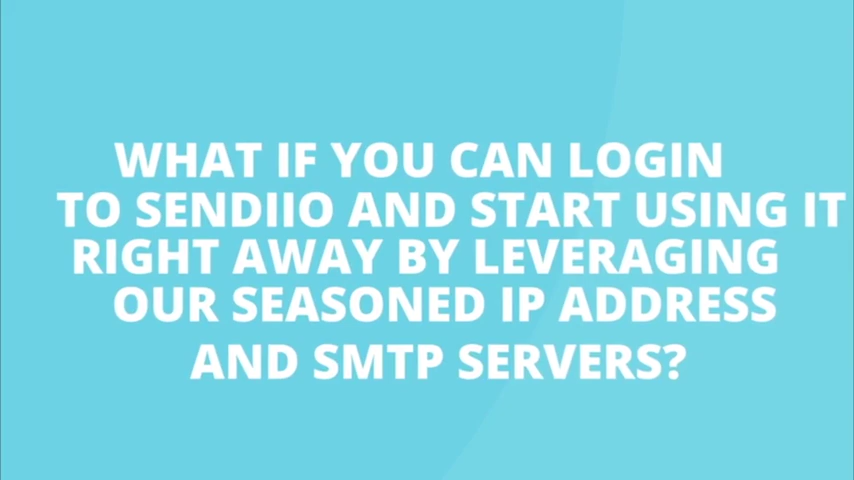 WHAT IF YOU CAN LOGIN
TO SENDIIO AND START USING IT
RIGHT AWAY BY LEVERAGING
OUR SEASONED IP ADDRESS
AND SMTP SERVERS?